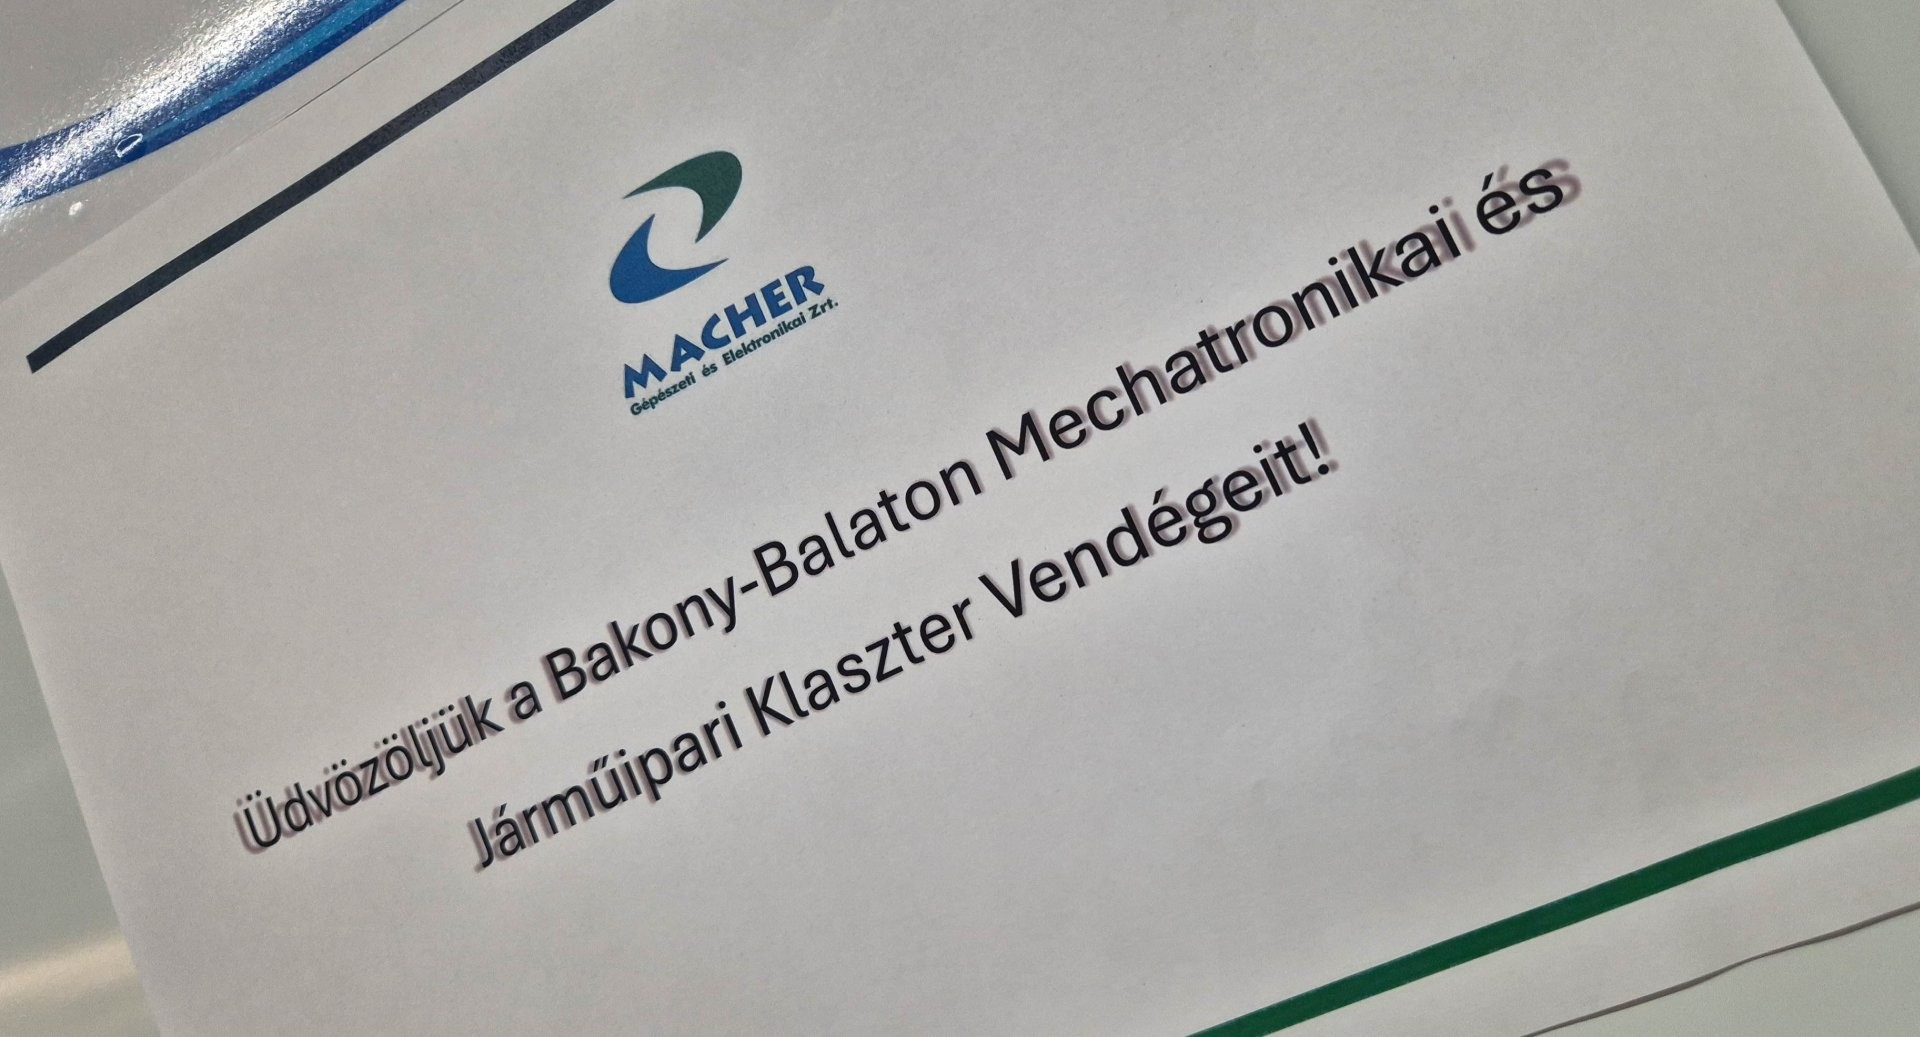 MACHER
Gépészeti és Elektronikai Zrt.
Üdvözöljük a Bakony-Balaton Mechatronikai és
Járműipari Klaszter Vendégeit!